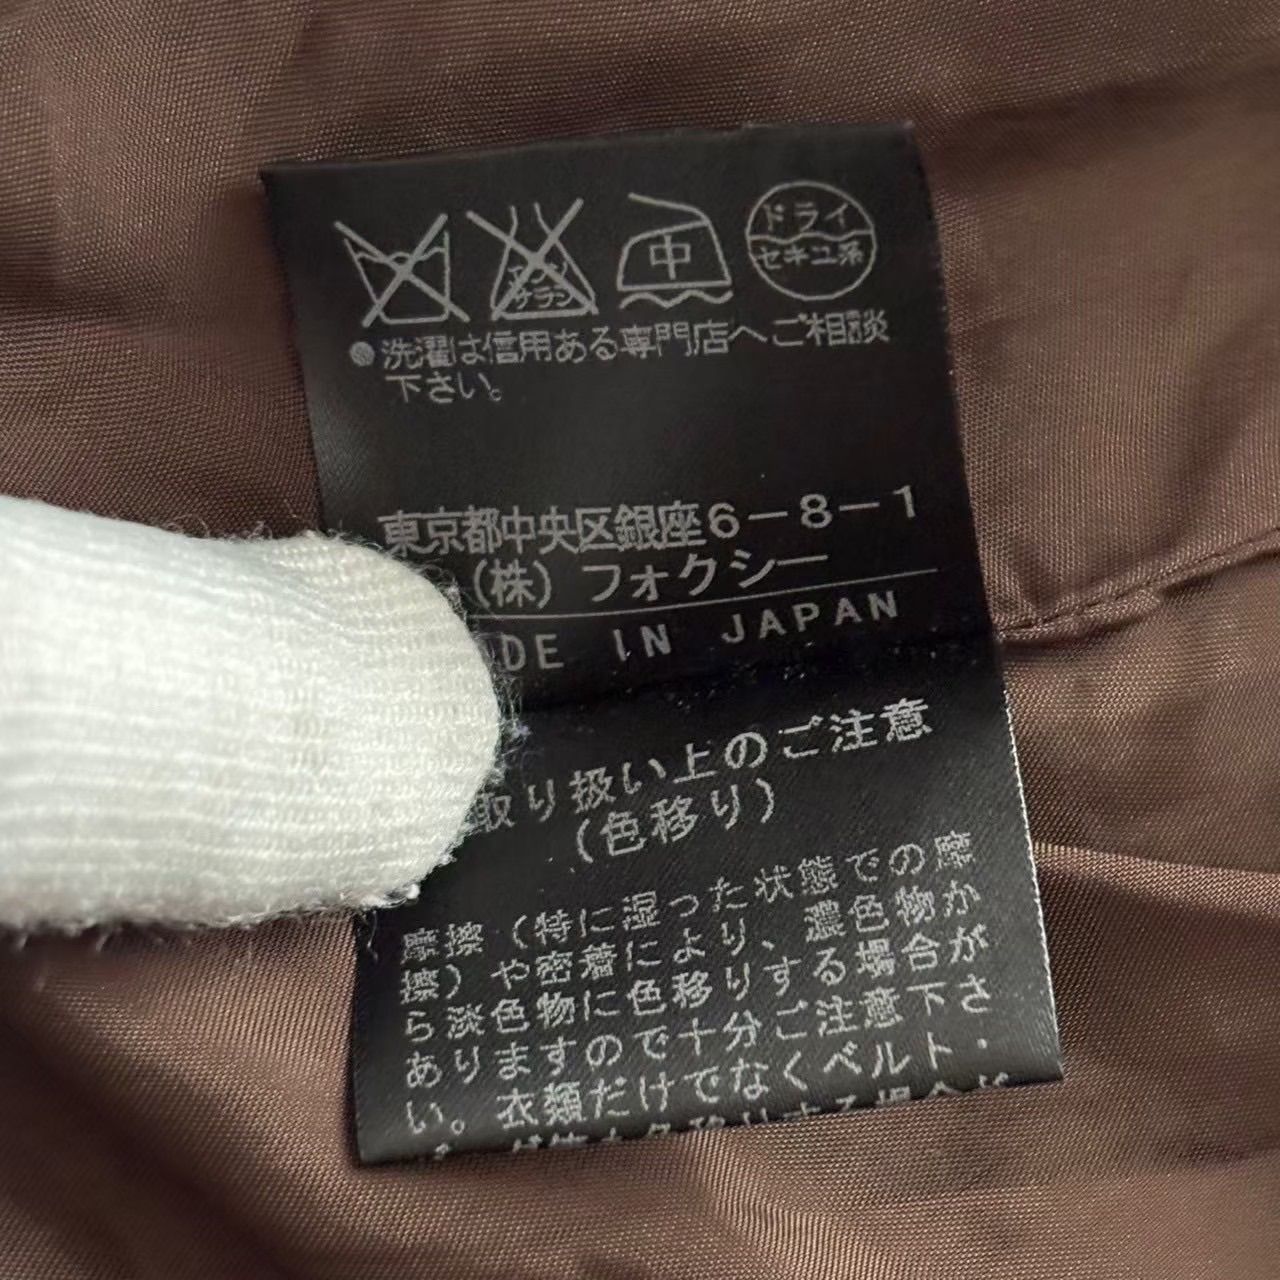 エンソ
サラシ
中
ドライ
セキユ系
●洗濯は信用ある専門店へご相談
下さい。
東京都中央区銀座6-8-1
(株)フォクシー
DE IN JAPAN
取り扱い上のご注意
(色移り)
摩擦(特に湿った状態での摩
擦)や密着により、濃色物か
ら淡色物に色移りする場合が
ありますので十分ご注意下さ
い。衣類だけでなくベルト・